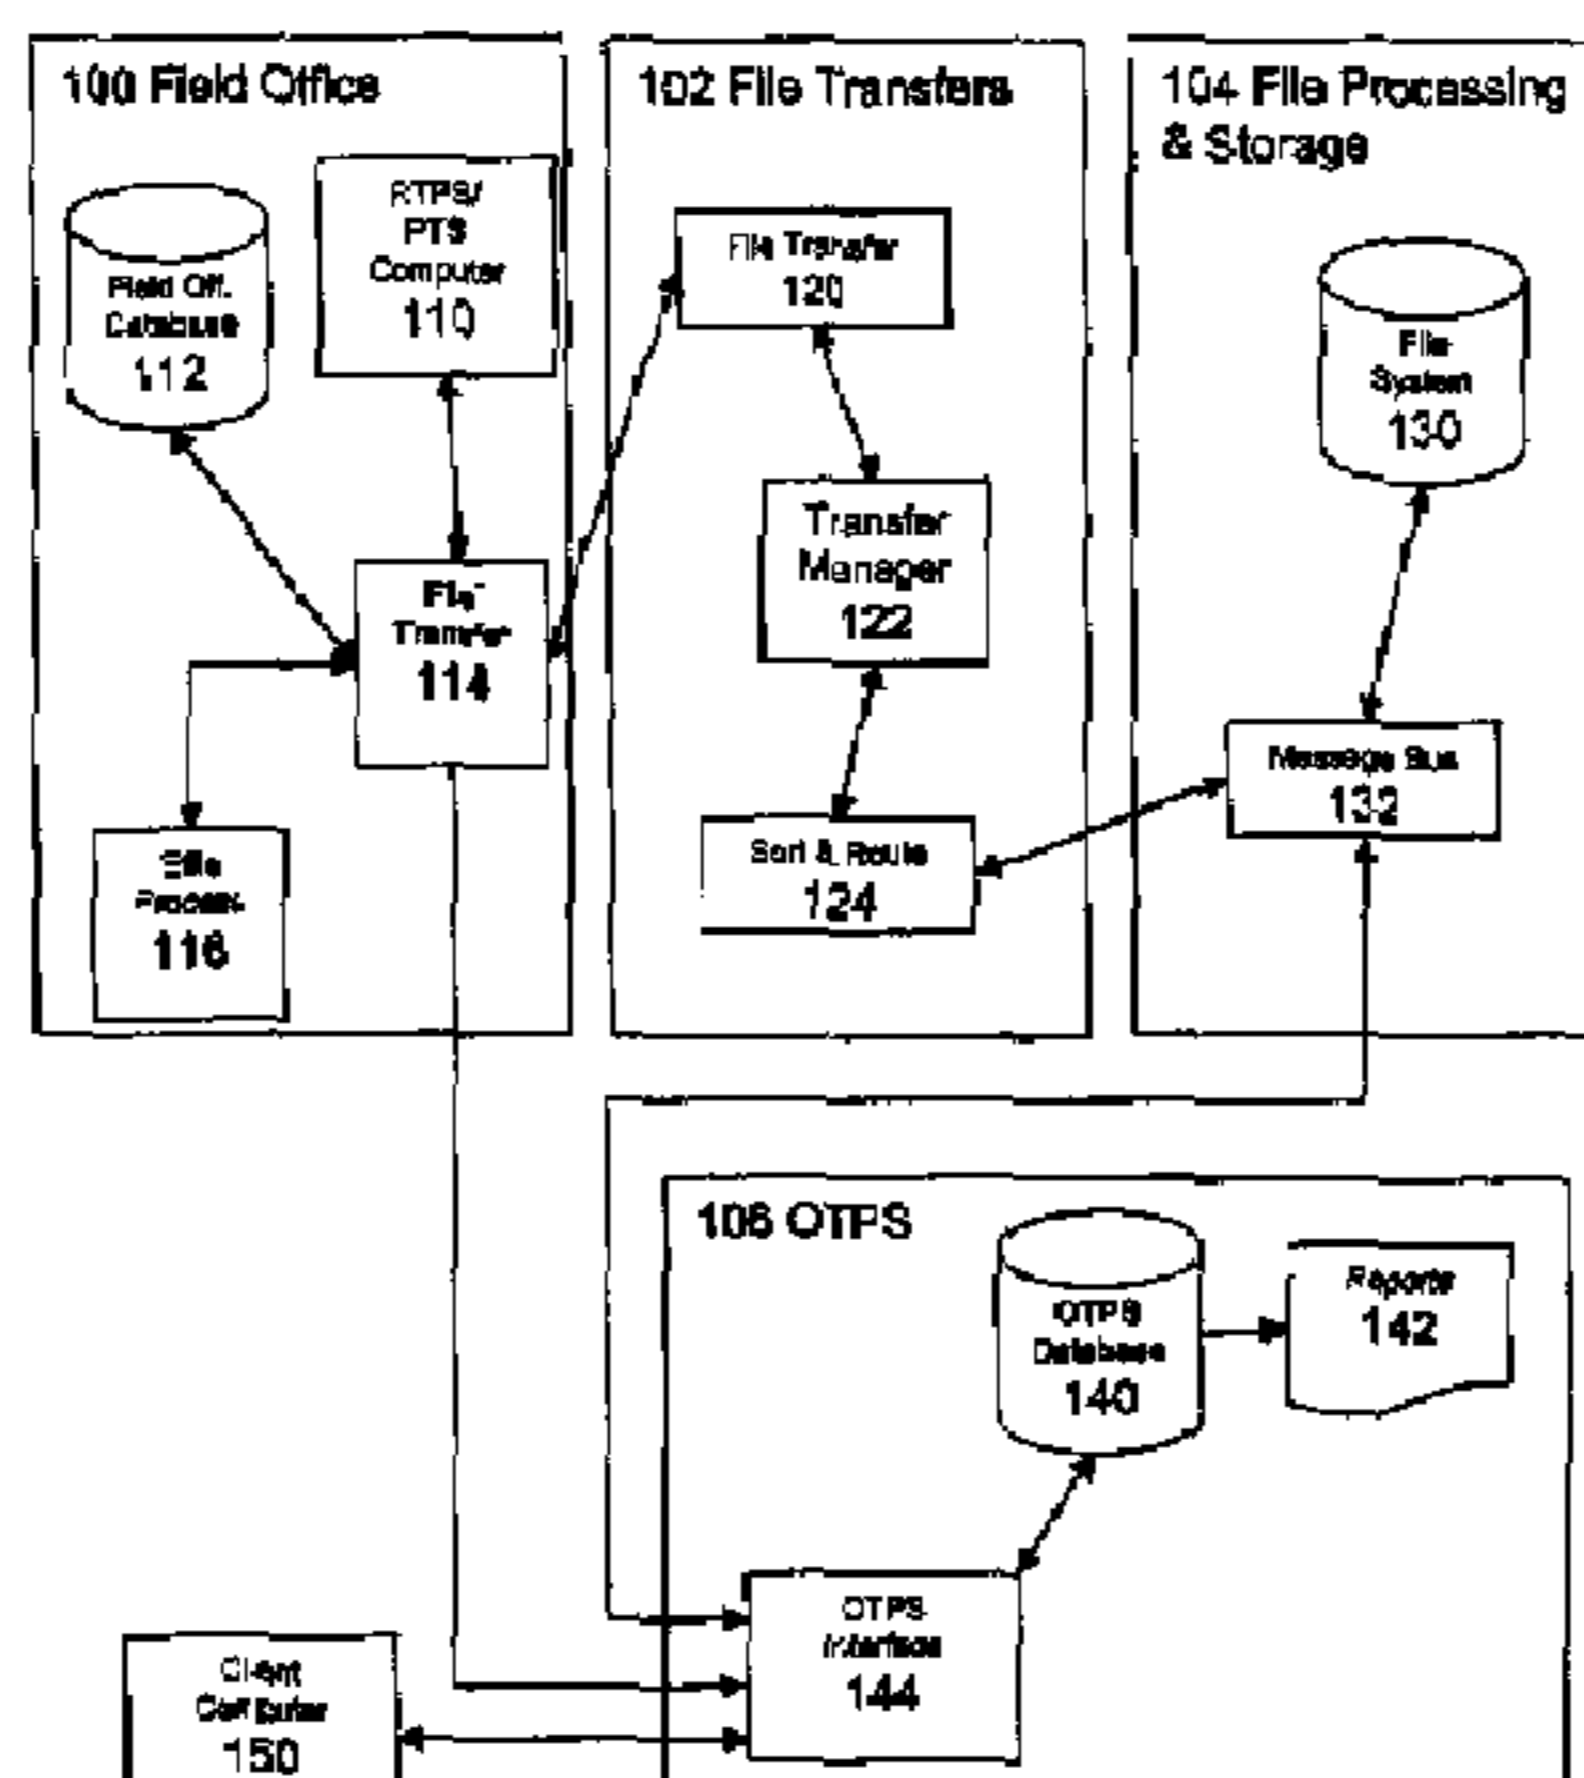 100 Field Office
RTPS/
PTS
Computer
110
Field Off.
Database
112
File
Transfer
114
Efile
Process
116
102 File Transfers
File Transfer
120
Transfer
Manager
122
Sort & Route
124
104 File Processing
& Storage
File
System
130
Message Bus
132
106 OTPS
OTPS
Database
140
Reports
142
OTPS
Interface
144
Client
Computer
150